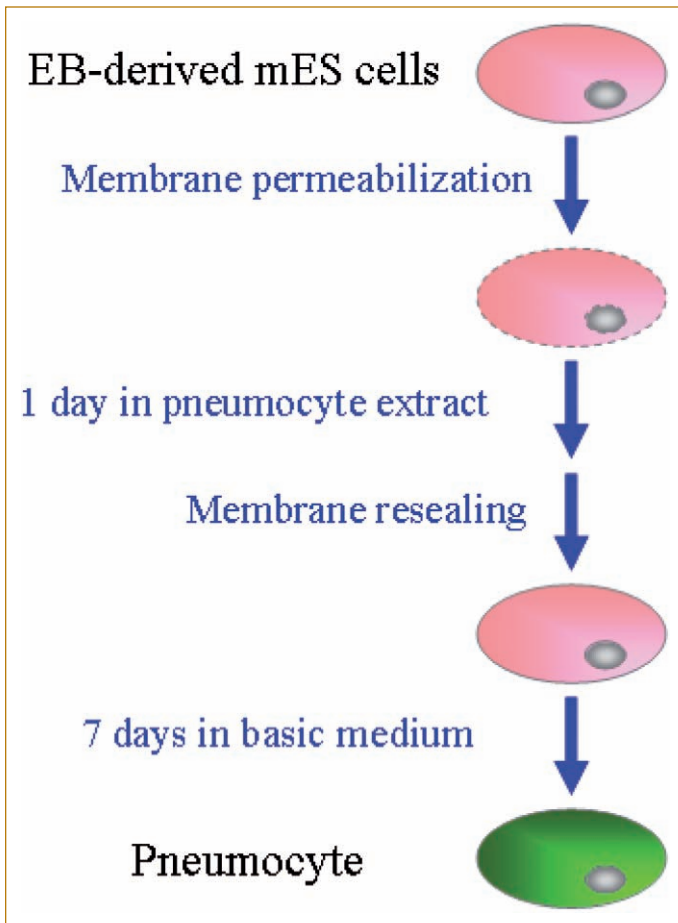 EB-derived mES cells
Membrane permeabilization
1 day in pneumocyte extract
Membrane resealing
7 days in basic medium
Pneumocyte